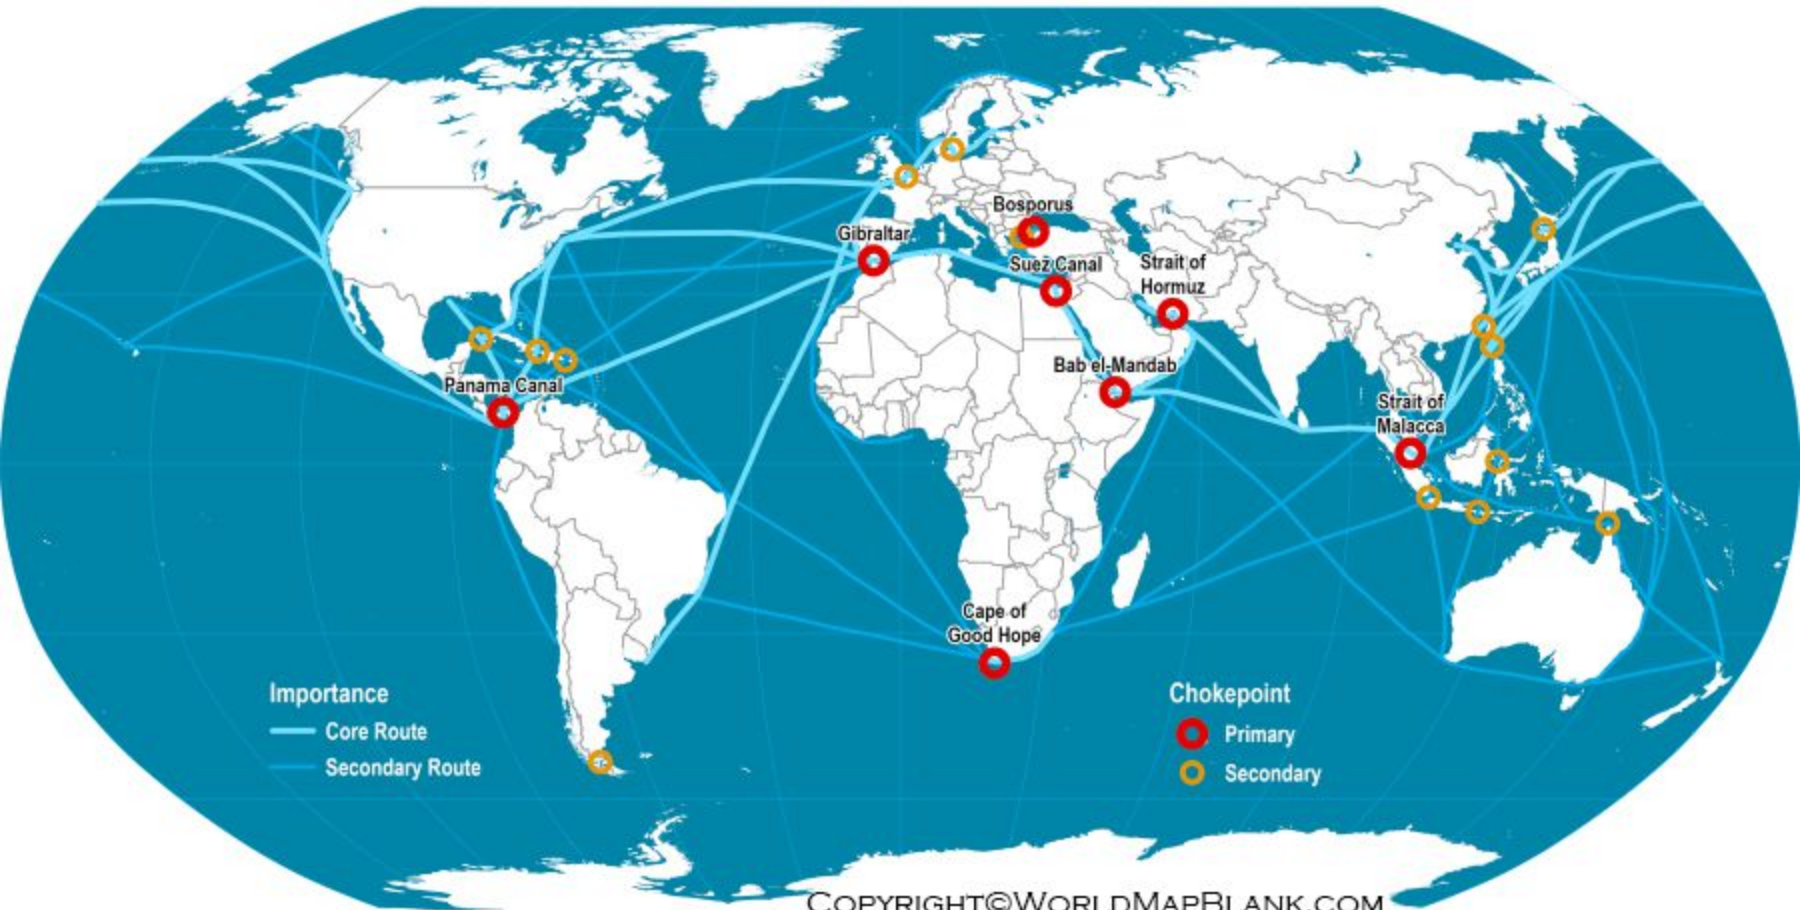 Bosporus
Gibraltar
Suez Canal
Strait of
Hormuz
Bab el-Mandab
Panama Canal
Strait of
Malacca
Cape of
Good Hope
Importance
Core Route
Secondary Route
Chokepoint
Primary
Secondary
COPYRIGHT©WORLDMAPBLANK.COM